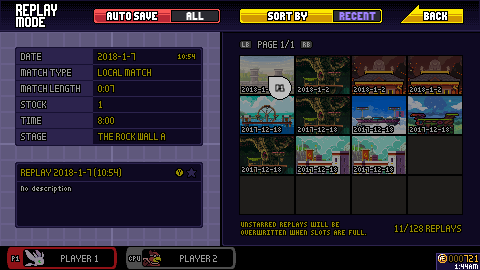 REPLAY
MODE
AUTO SAVE ALL
SORT BY RECENT
BACK
LB PAGE 1/1 RB
DATE 2018-1-7 10:54
MATCH TYPE LOCAL MATCH
MATCH LENGTH 0:07
STOCK 1
TIME 8:00
STAGE THE ROCK WALL A
REPLAY 2018-1-7 (10:54) Y
No description
2018-1-2 2018-1-2 2018-1-2
2017-12-18 2017-12-18 2017-12-18 2017-12-18
2017-12-18 2017-12-18 2017-12-18
P1
UNSTARRED REPLAYS WILL BE
OVERWRITTEN WHEN SLOTS ARE FULL.
11/128 REPLAYS
P1 PLAYER 1
CPU PLAYER 2
000721
1:44AM